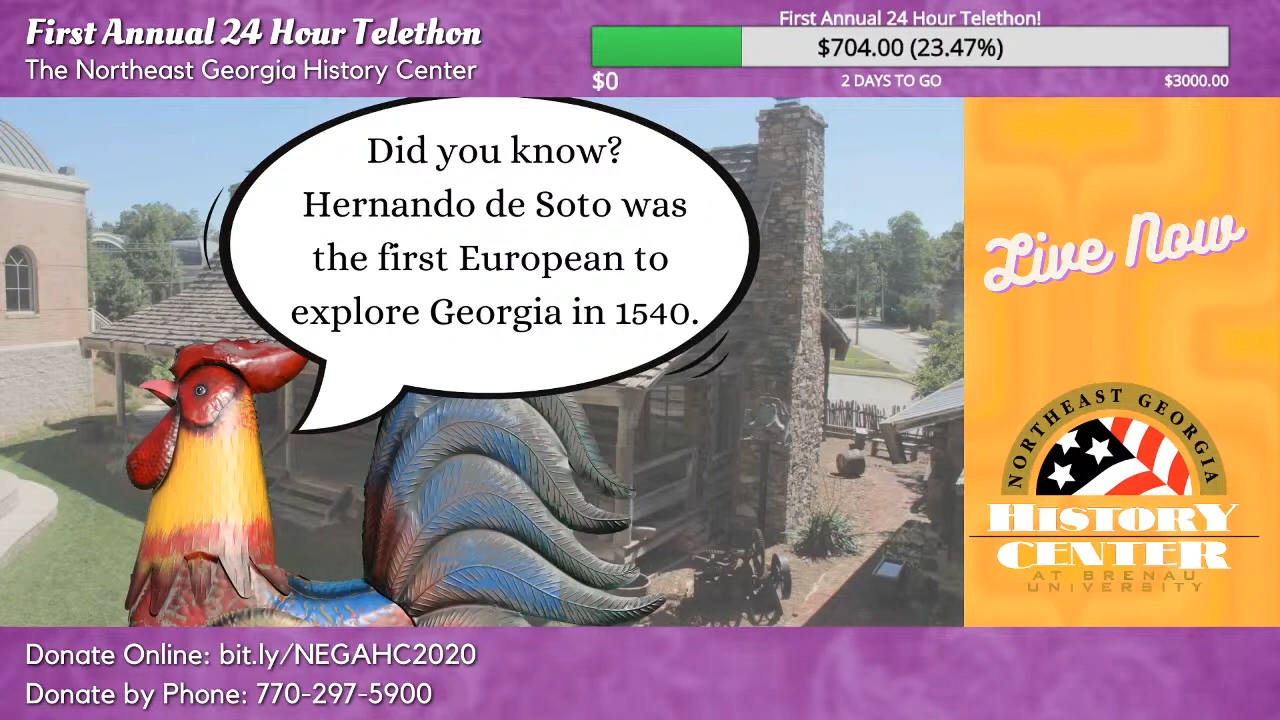 First Annual 24 Hour Telethon
The Northeast Georgia History Center
First Annual 24 Hour Telethon!
$704.00 (23.47%)
$0
2 DAYS TO GO
$3000.00
Did you know?
Hernando de Soto was
the first European to
explore Georgia in 1540.
Live Now
NORTHEAST GEORGIA
HISTORY
CENTER
AT BRENAU
UNIVERSITY
Donate Online: bit.ly/NEGAHC2020
Donate by Phone: 770-297-5900